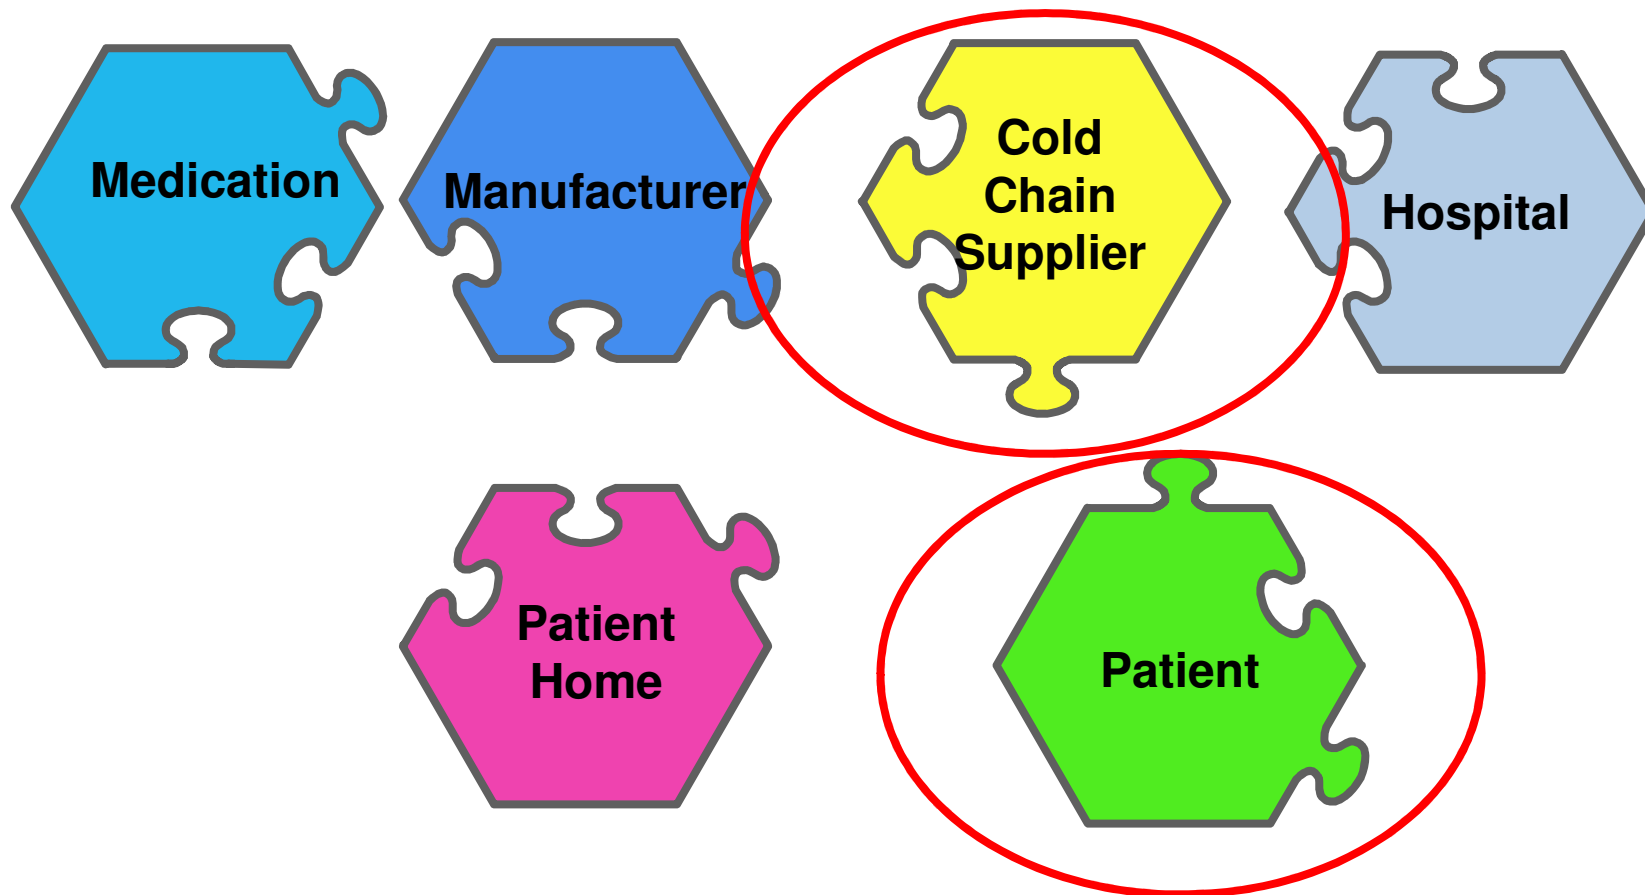 Medication
Manufacturer
Cold
Chain
Supplier
Hospital
Patient
Home
Patient